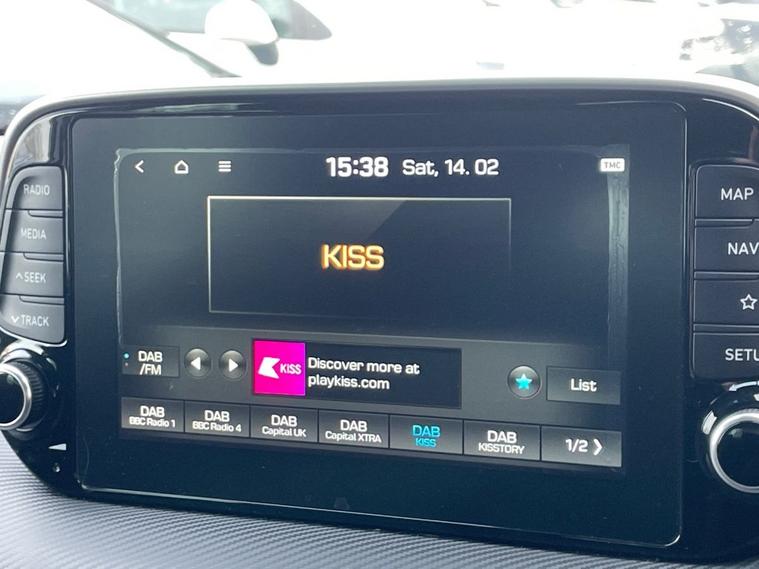 15:38 Sat, 14. 02
TMC
RADIO
MEDIA
SEEK
TRACK
MAP
NAV
SETU
KISS
DAB
/FM
KISS
Discover more at
playkiss.com
List
DAB
BBC Radio 1
DAB
BBC Radio 4
DAB
Capital UK
DAB
Capital XTRA
DAB
KISS
DAB
KISSTORY
1/2